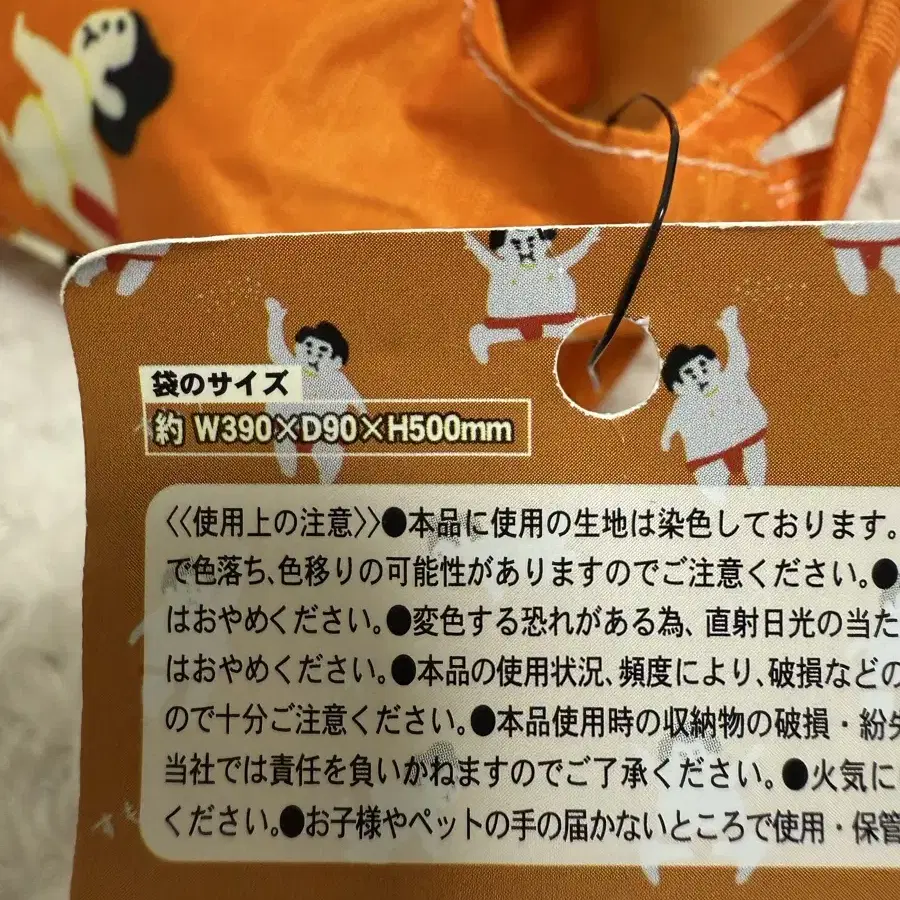 袋のサイズ
約 W390×D90×H500mm
〈〈使用上の注意〉〉●本品に使用の生地は染色しております。
で色落ち、色移りの可能性がありますのでご注意ください。●
はおやめください。●変色する恐れがある為、直射日光の当た
はおやめください。●本品の使用状況、頻度により、破損などの
ので十分ご注意ください。●本品使用時の収納物の破損・紛失
当社では責任を負いかねますのでご了承ください。●火気に
ください。●お子様やペットの手の届かないところで使用・保管